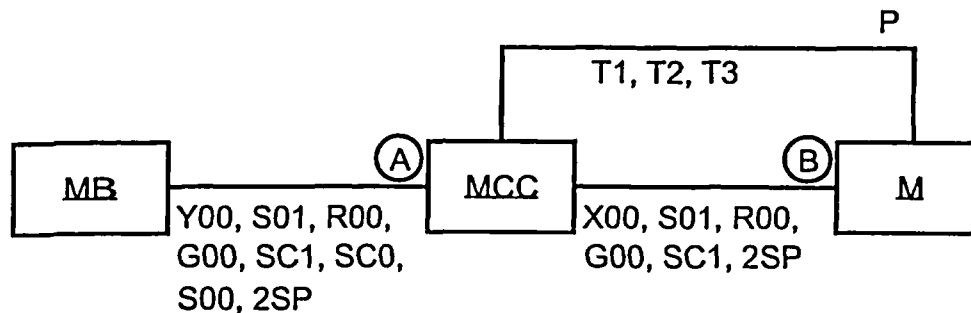 P
T1, T2, T3
A
B
MB
MCC
M
Y00, S01, R00,
G00, SC1, SC0,
S00, 2SP
X00, S01, R00,
G00, SC1, 2SP